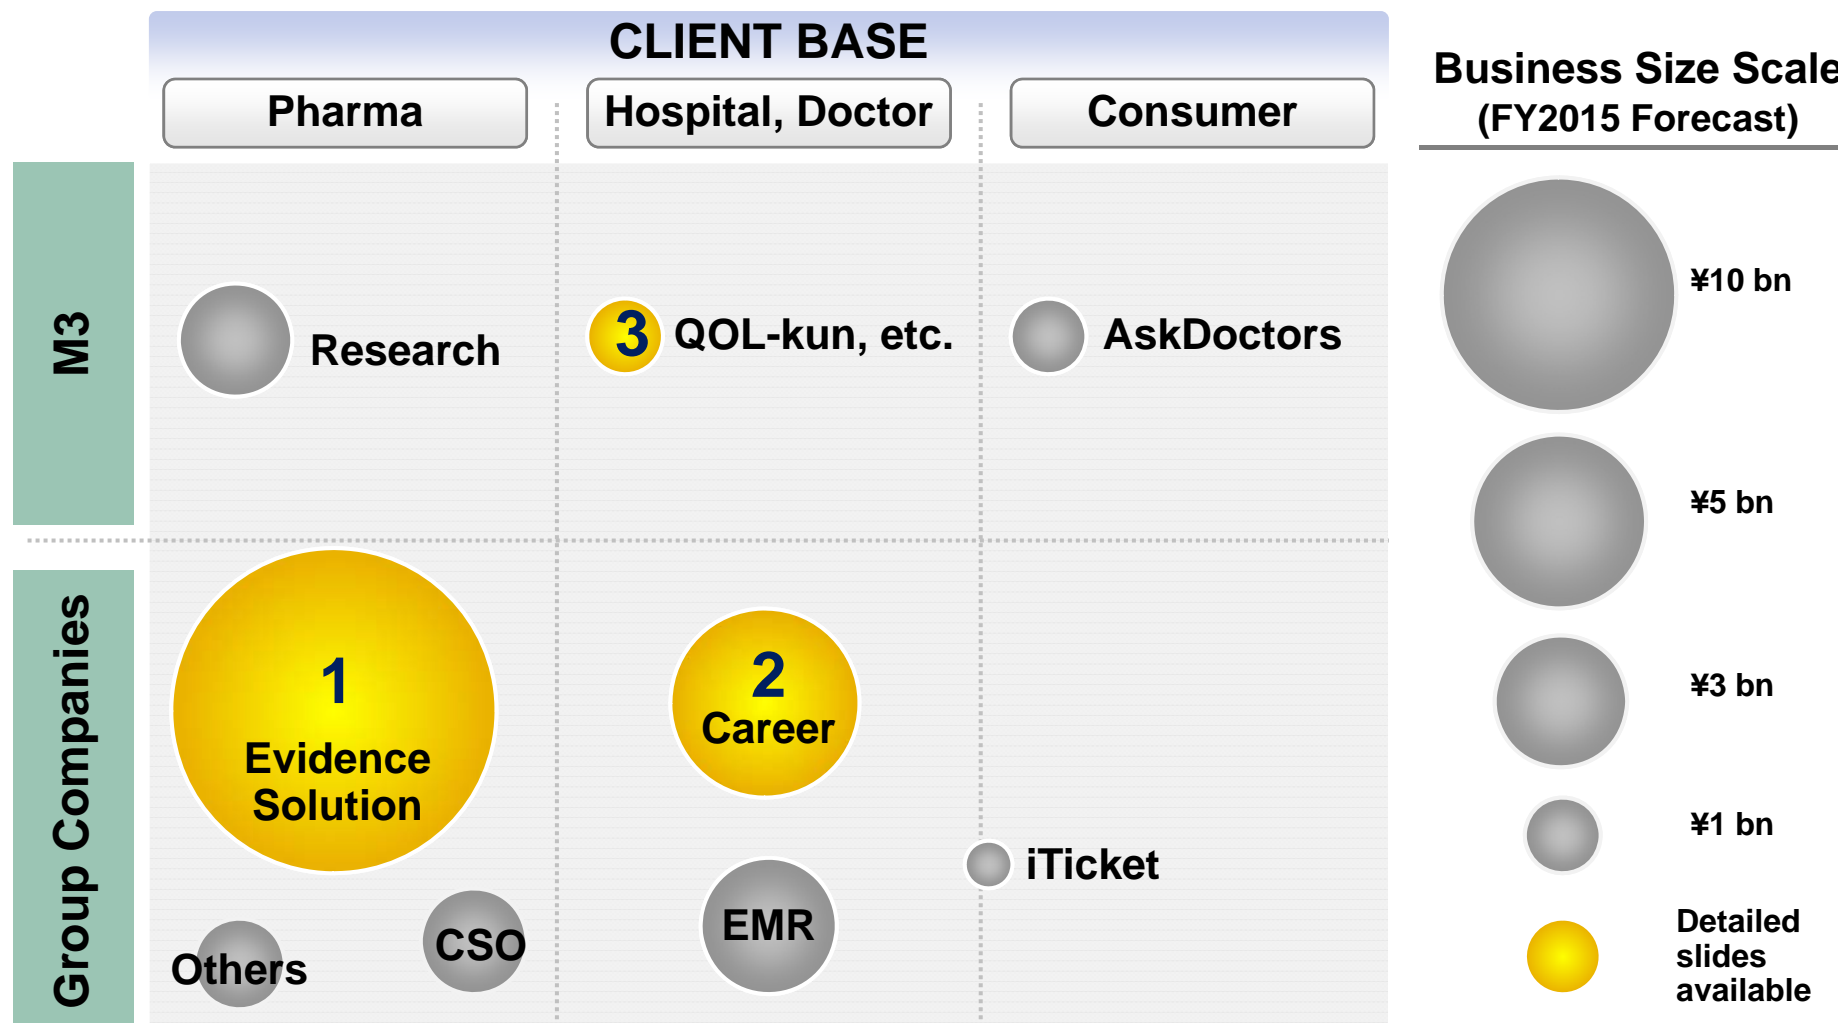 CLIENT BASE
Pharma
Hospital, Doctor
Consumer
Business Size Scale
(FY2015 Forecast)
M3
Research
3
QOL-kun, etc.
AskDoctors
Group Companies
1
Evidence
Solution
2
Career
iTicket
Others
CSO
EMR
¥10 bn
¥5 bn
¥3 bn
¥1 bn
Detailed
slides
available